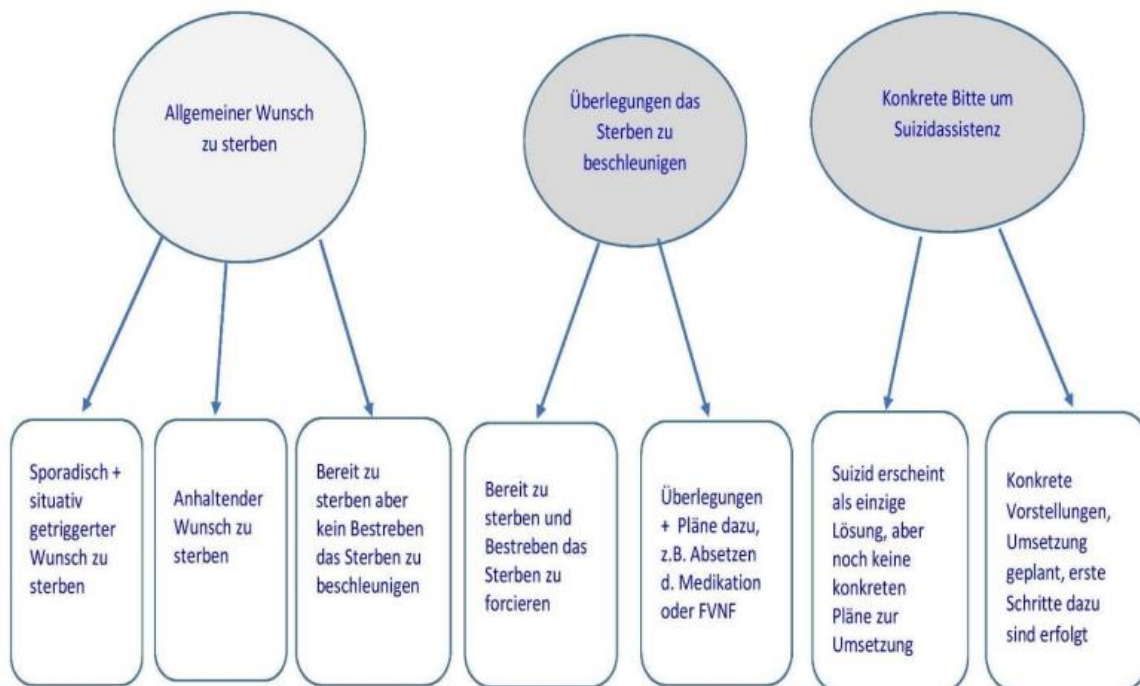 Allgemeiner Wunsch
zu sterben
Überlegungen das
Sterben zu
beschleunigen
Konkrete Bitte um
Suizidassistenz
Sporadisch +
situativ
getriggerter
Wunsch zu
sterben
Anhaltender
Wunsch zu
sterben
Bereit zu
sterben aber
kein Bestreben
das Sterben zu
beschleunigen
Bereit zu
sterben und
Bestreben das
Sterben zu
forcieren
Überlegungen
+ Pläne dazu,
z.B. Absetzen
d. Medikation
oder FVNF
Suizid erscheint
als einzige
Lösung, aber
noch keine
konkreten
Pläne zur
Umsetzung
Konkrete
Vorstellungen,
Umsetzung
geplant, erste
Schritte dazu
sind erfolgt